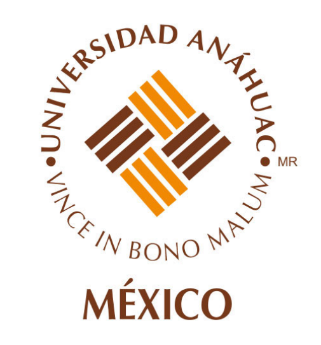 • UNIVERSIDAD ANÁHUAC •
VINCE IN BONO MALUM
MR
MÉXICO